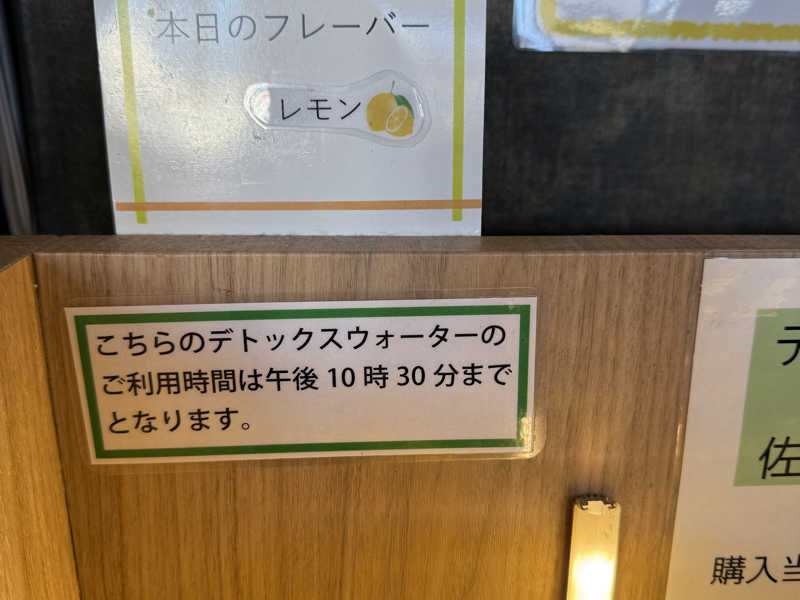 本日のフレーバー
レモン
こちらのデトックスウォーターの
ご利用時間は午後 10 時 30 分まで
となります。
佐
購入当